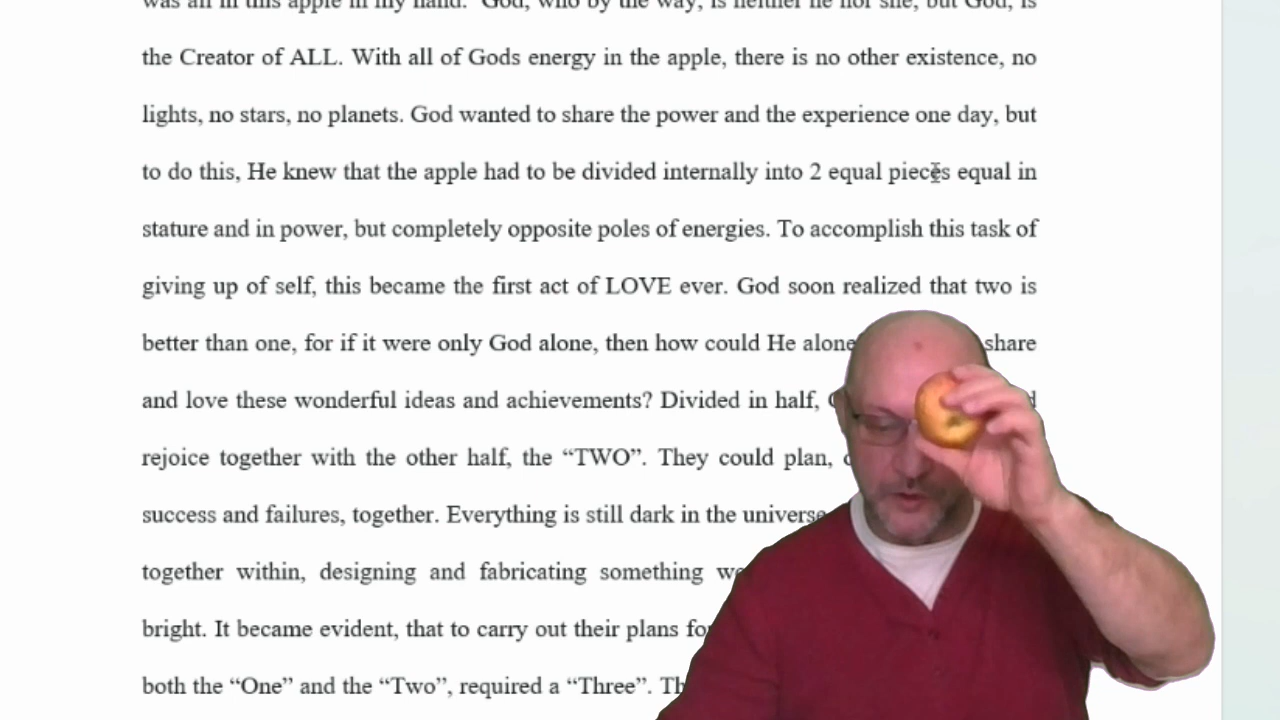 was all in this apple in my hand." God, who by the way, is neither he nor she, but God, is
the Creator of ALL. With all of Gods energy in the apple, there is no other existence, no
lights, no stars, no planets. God wanted to share the power and the experience one day, but
to do this, He knew that the apple had to be divided internally into 2 equal pieces equal in
stature and in power, but completely opposite poles of energies. To accomplish this task of
giving up of self, this became the first act of LOVE ever. God soon realized that two is
better than one, for if it were only God alone, then how could He alone share
and love these wonderful ideas and achievements? Divided in half,
rejoice together with the other half, the “TWO”. They could plan,
success and failures, together. Everything is still dark in the universe
together within, designing and fabricating something
bright. It became evident, that to carry out their plans
both the “One” and the “Two”, required a “Three”.